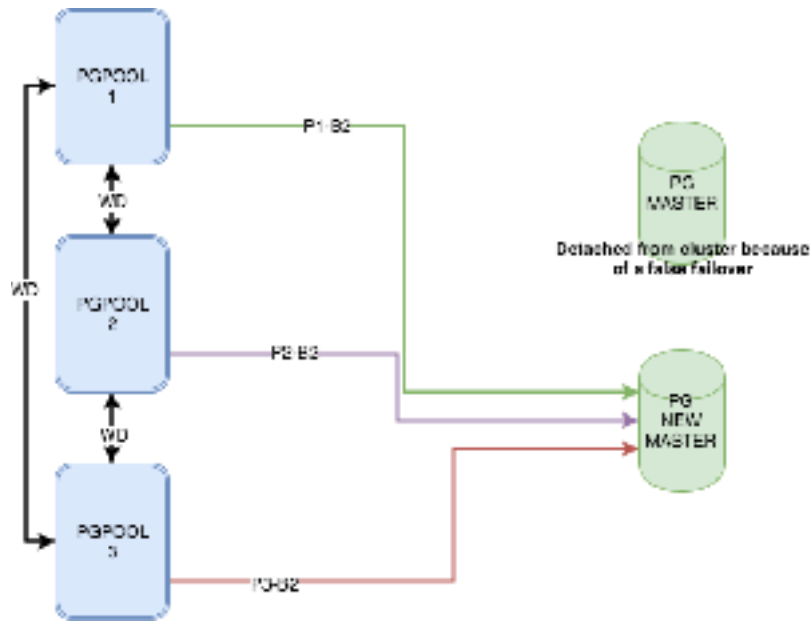 PGPOOL
1
P1-B2
WD
PG
MASTER
Detached from cluster because
of a false failover
WD
PGPOOL
2
P2-B2
PG
NEW
MASTER
WD
PGPOOL
3
P3-B2